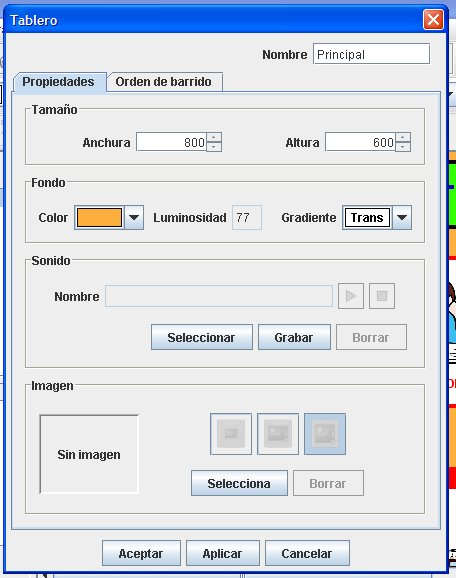 Tablero
Nombre Principal
Propiedades Orden de barrido
Tamaño
Anchura 800 Altura 600
Fondo
Color Luminosidad 77 Gradiente Trans
Sonido
Nombre
Seleccionar Grabar Borrar
Imagen
Sin imagen
Selecciona Borrar
Aceptar Aplicar Cancelar